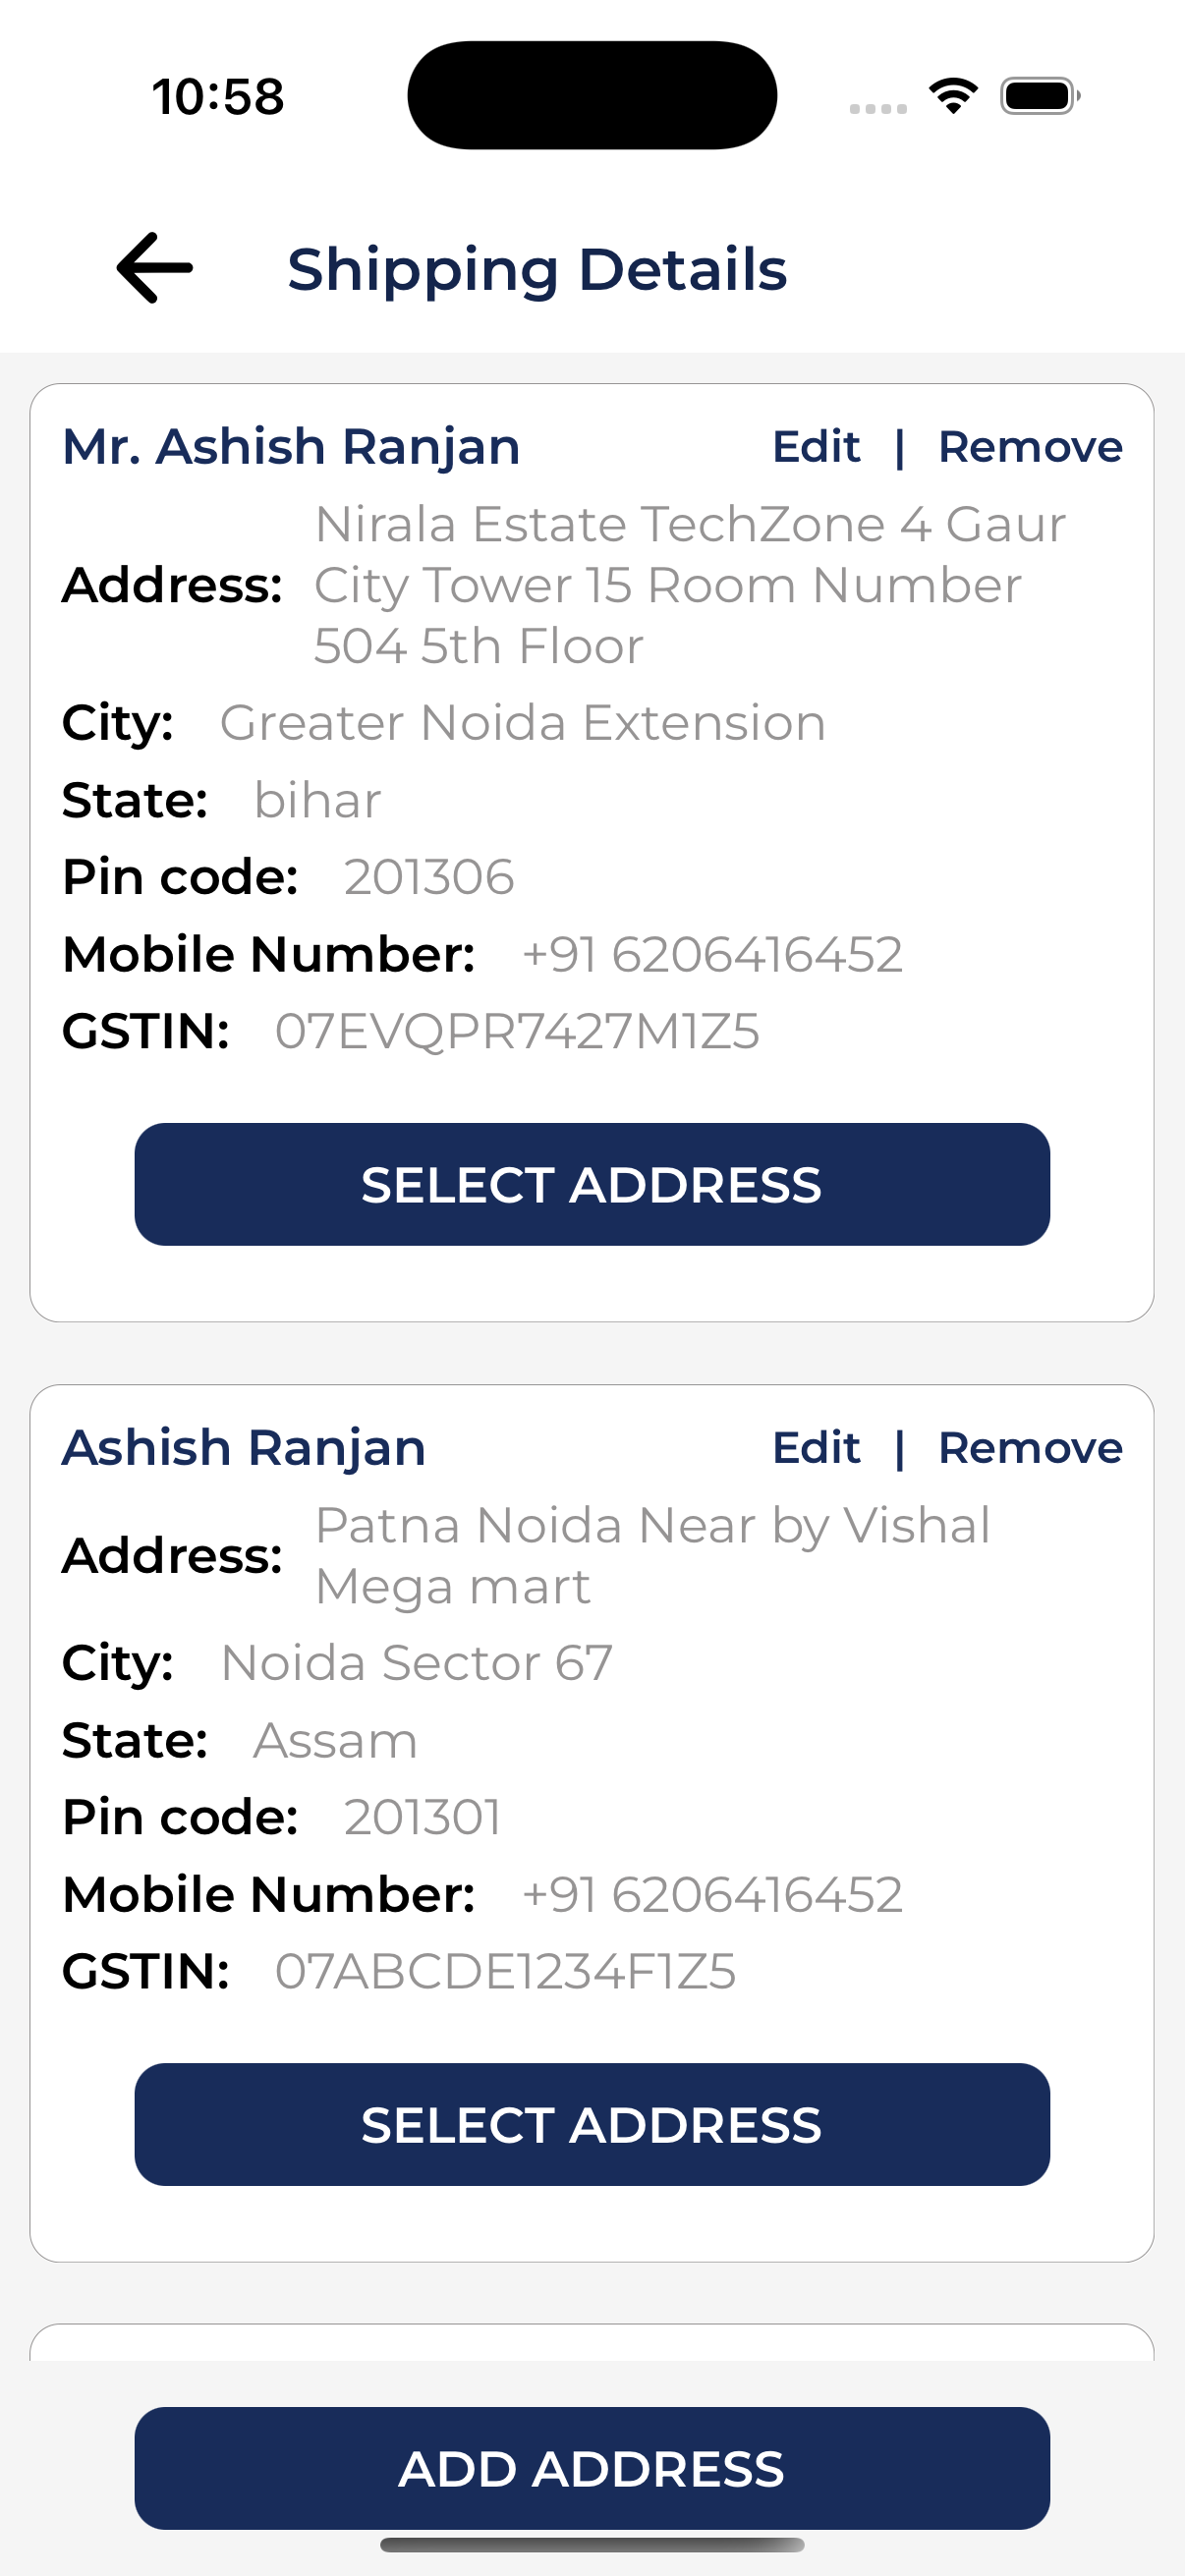 10:58
Shipping Details
Mr. Ashish Ranjan Edit | Remove
Address: Nirala Estate TechZone 4 Gaur
City Tower 15 Room Number
504 5th Floor
City: Greater Noida Extension
State: bihar
Pin code: 201306
Mobile Number: +91 6206416452
GSTIN: 07EVQPR7427M1Z5
SELECT ADDRESS
Ashish Ranjan Edit | Remove
Address: Patna Noida Near by Vishal
Mega mart
City: Noida Sector 67
State: Assam
Pin code: 201301
Mobile Number: +91 6206416452
GSTIN: 07ABCDE1234F1Z5
SELECT ADDRESS
ADD ADDRESS